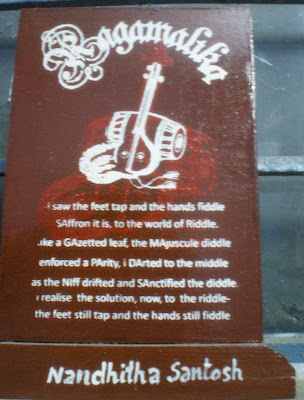 Ragamalika
i saw the feet tap and the hands fiddle
SAffron it is, to the world of Riddle.
Like a GAzetted leaf, the MAjuscule diddle
enforced a PArity, i DArted to the middle
as the NIff drifted and SAnctified the diddle.
i realise the solution, now, to the riddle-
the feet still tap and the hands still fiddle
Nandhitha Santosh